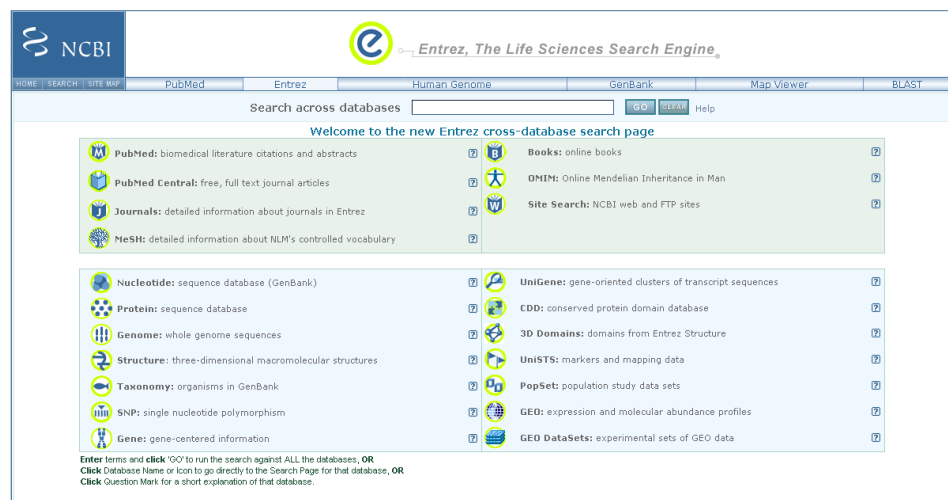 NCBI
Entrez, The Life Sciences Search Engine
HOME SEARCH SITE MAP PubMed Entrez Human Genome GenBank Map Viewer BLAST
Search across databases GO CLEAR Help
Welcome to the new Entrez cross-database search page
PubMed: biomedical literature citations and abstracts ?
PubMed Central: free, full text journal articles ?
Journals: detailed information about journals in Entrez ?
MeSH: detailed information about NLM's controlled vocabulary ?
Books: online books ?
OMIM: Online Mendelian Inheritance in Man ?
Site Search: NCBI web and FTP sites ?
Nucleotide: sequence database (GenBank) ?
Protein: sequence database ?
Genome: whole genome sequences ?
Structure: three-dimensional macromolecular structures ?
Taxonomy: organisms in GenBank ?
SNP: single nucleotide polymorphism ?
Gene: gene-centered information ?
UniGene: gene-oriented clusters of transcript sequences ?
CDD: conserved protein domain database ?
3D Domains: domains from Entrez Structure ?
UniSTS: markers and mapping data ?
PopSet: population study data sets ?
GEO: expression and molecular abundance profiles ?
GEO DataSets: experimental sets of GEO data ?
Enter terms and click 'GO' to run the search against ALL the databases, OR
Click Database Name or Icon to go directly to the Search Page for that database, OR
Click Question Mark for a short explanation of that database.